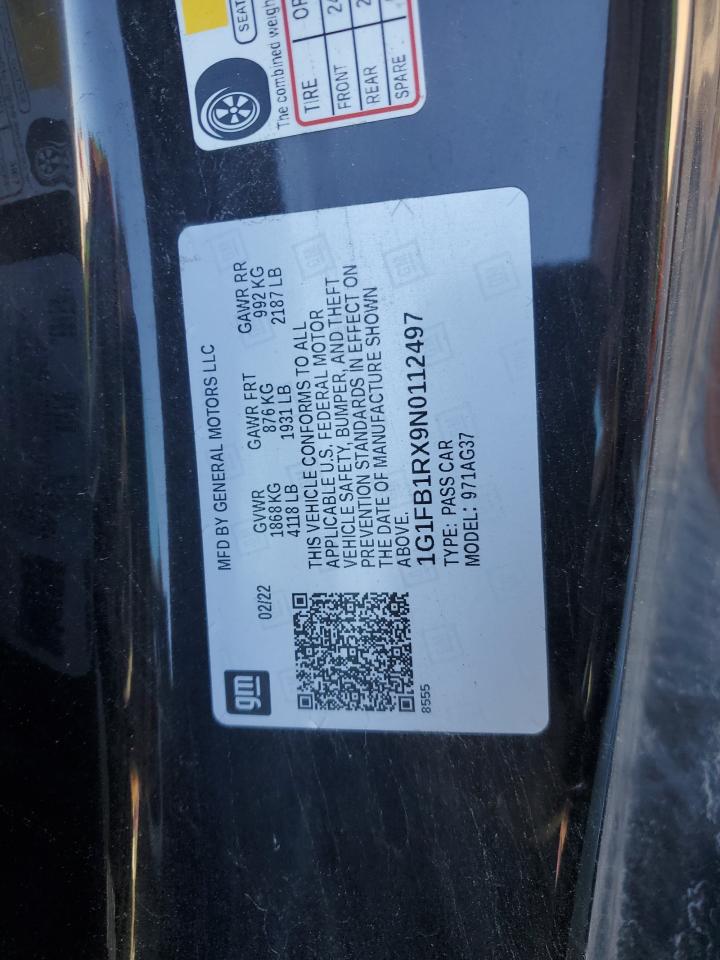 gm
MFD BY GENERAL MOTORS LLC
02/22
GVWR GAWR FRT GAWR RR
1868 KG 876 KG 992 KG
4118 LB 1931 LB 2187 LB
THIS VEHICLE CONFORMS TO ALL
APPLICABLE U.S. FEDERAL MOTOR
VEHICLE SAFETY, BUMPER, AND THEFT
PREVENTION STANDARDS IN EFFECT ON
THE DATE OF MANUFACTURE SHOWN
ABOVE.
1G1FB1RX9N0112497
TYPE: PASS CAR
MODEL: 971AG37
8555
SEAT
The combined weigh
TIRE
FRONT
REAR
SPARE